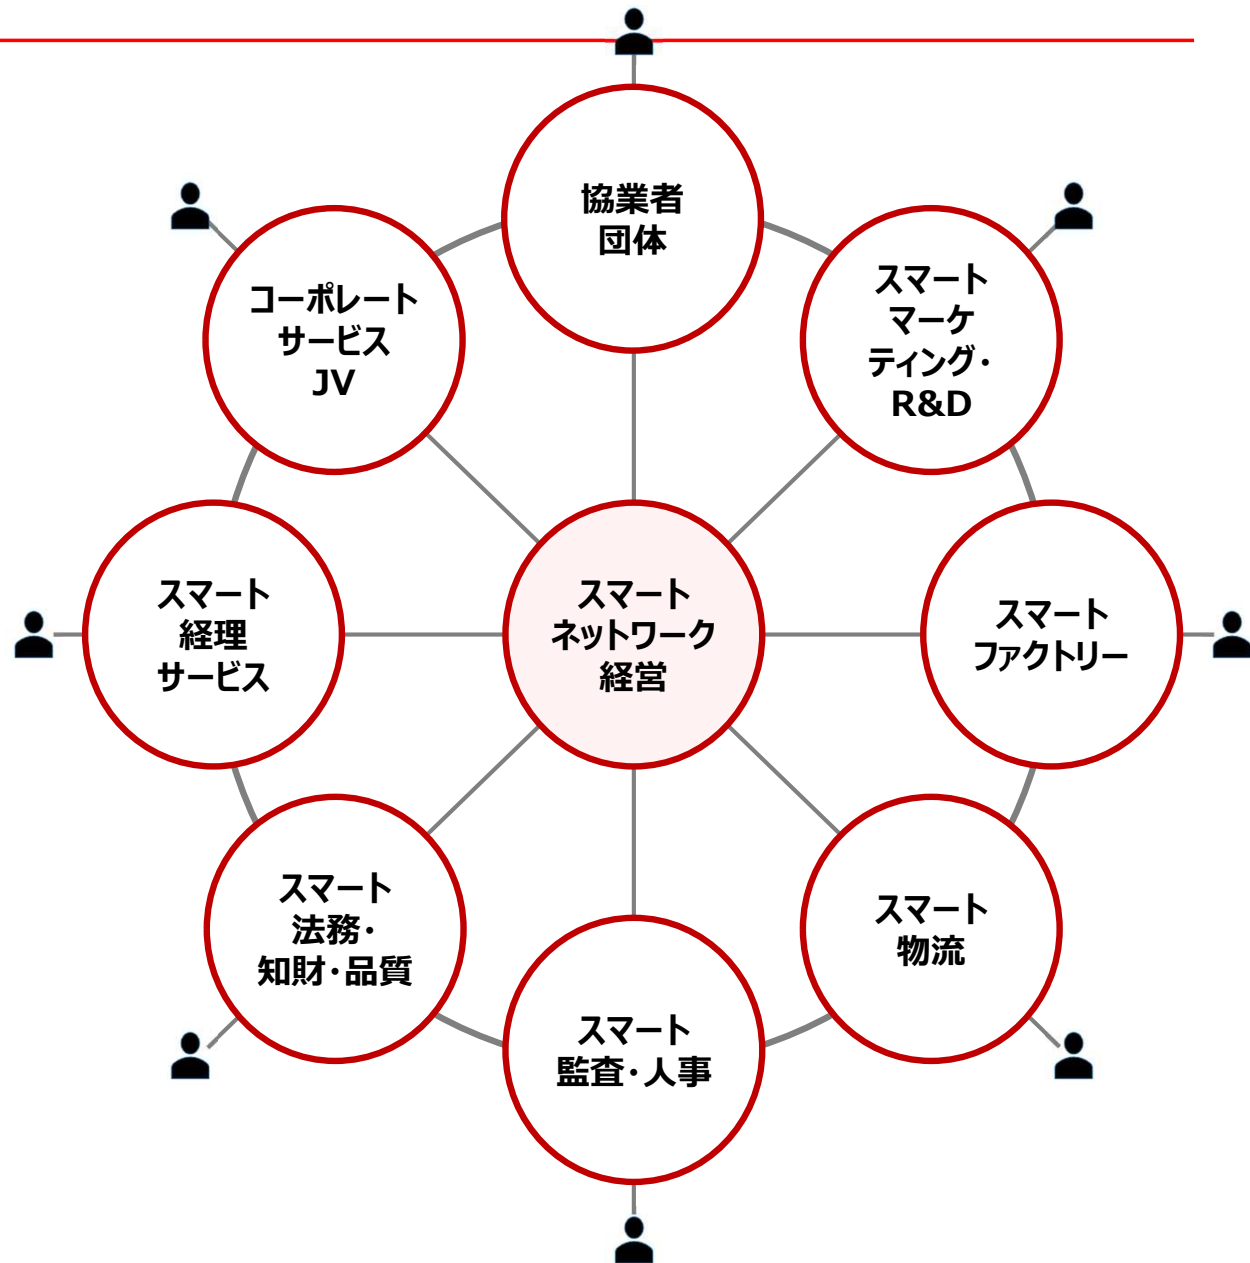 協業者
団体
コーポレート
サービス
JV
スマート
マーケ
ティング・
R&D
スマート
経理
サービス
スマート
ネットワーク
経営
スマート
ファクトリー
スマート
法務・
知財・品質
スマート
物流
スマート
監査・人事